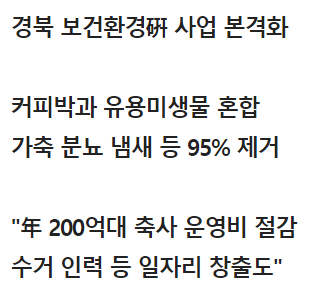 경북 보건환경硏 사업 본격화
커피박과 유용미생물 혼합
가축 분뇨 냄새 등 95% 제거
"年 200억대 축사 운영비 절감
수거 인력 등 일자리 창출도"